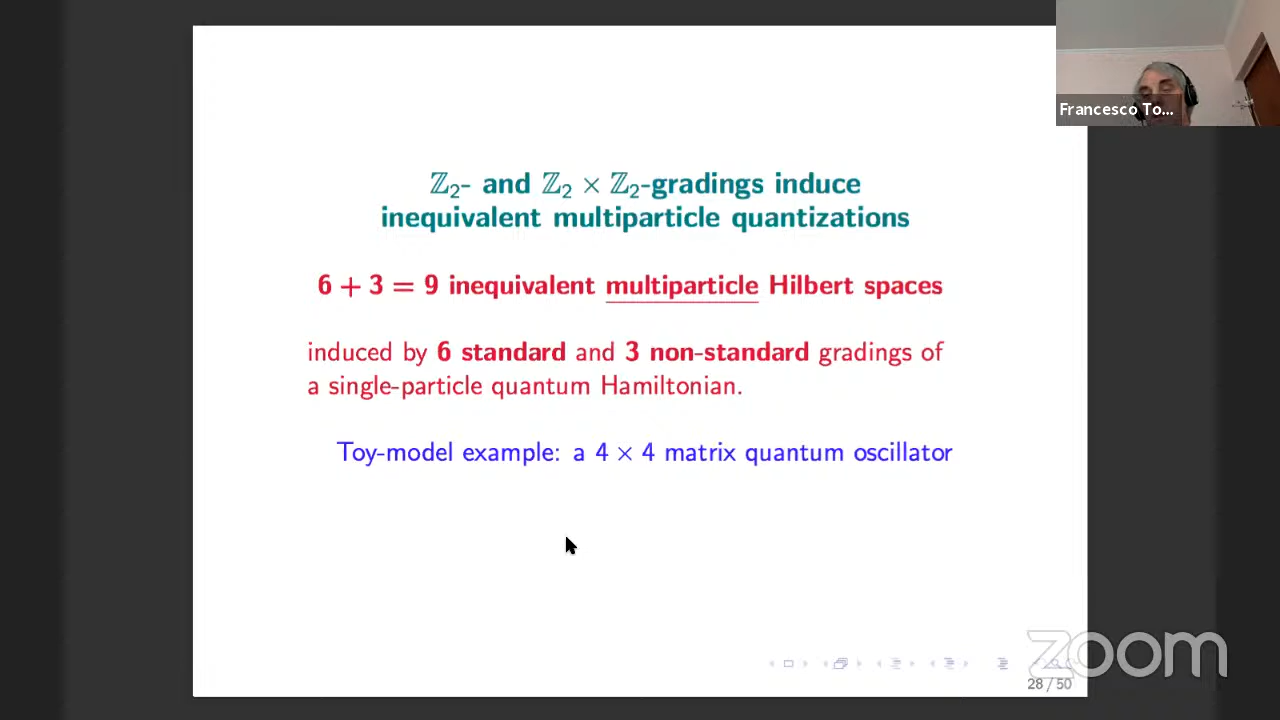 Francesco To...
ℤ₂- and ℤ₂ × ℤ₂-gradings induce
inequivalent multiparticle quantizations
6 + 3 = 9 inequivalent multiparticle Hilbert spaces
induced by 6 standard and 3 non-standard gradings of
a single-particle quantum Hamiltonian.
Toy-model example: a 4 × 4 matrix quantum oscillator
zoom
28 / 50